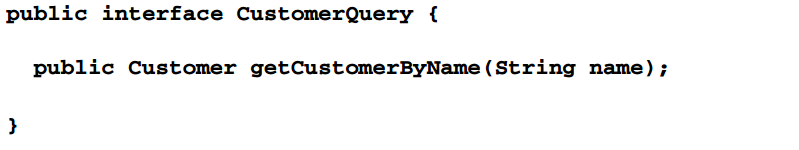 public interface CustomerQuery {
public Customer getCustomerByName(String name);
}